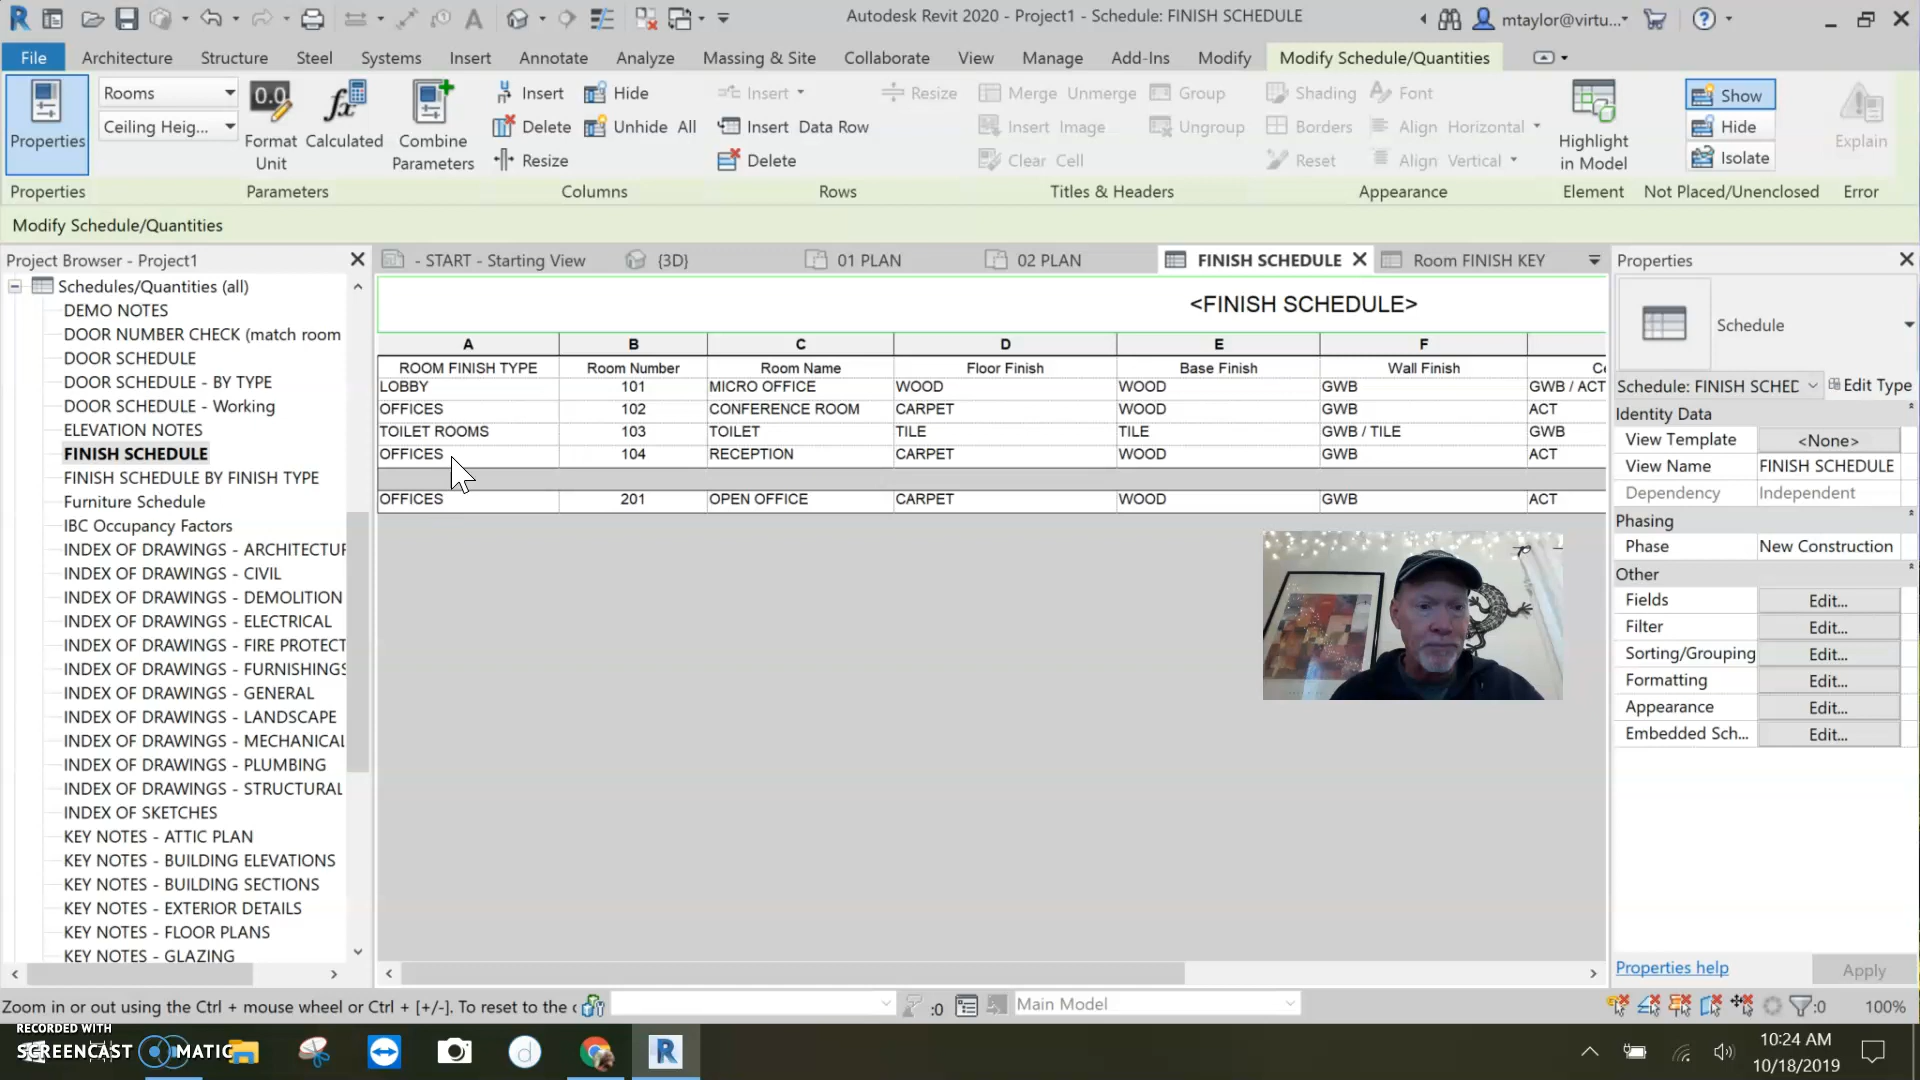 Autodesk Revit 2020 - Project1 - Schedule: FINISH SCHEDULE
mtaylor@virtu...
File Architecture Structure Steel Systems Insert Annotate Analyze Massing & Site Collaborate View Manage Add-Ins Modify Modify Schedule/Quantities
Properties
Rooms
Ceiling Heig...
Format Unit
Calculated
Combine Parameters
Insert Hide
Delete Unhide All
Resize
Insert Resize
Insert Data Row
Delete
Merge Unmerge Group
Insert Image Ungroup
Clear Cell
Shading Font
Borders Align Horizontal
Reset Align Vertical
Highlight in Model
Show
Hide
Isolate
Explain
Properties Parameters Columns Rows Titles & Headers Appearance Element Not Placed/Unenclosed Error
Modify Schedule/Quantities
Project Browser - Project1
Schedules/Quantities (all)
DEMO NOTES
DOOR NUMBER CHECK (match room
DOOR SCHEDULE
DOOR SCHEDULE - BY TYPE
DOOR SCHEDULE - Working
ELEVATION NOTES
FINISH SCHEDULE
FINISH SCHEDULE BY FINISH TYPE
Furniture Schedule
IBC Occupancy Factors
INDEX OF DRAWINGS - ARCHITECTUR
INDEX OF DRAWINGS - CIVIL
INDEX OF DRAWINGS - DEMOLITION
INDEX OF DRAWINGS - ELECTRICAL
INDEX OF DRAWINGS - FIRE PROTECT
INDEX OF DRAWINGS - FURNISHINGS
INDEX OF DRAWINGS - GENERAL
INDEX OF DRAWINGS - LANDSCAPE
INDEX OF DRAWINGS - MECHANICAL
INDEX OF DRAWINGS - PLUMBING
INDEX OF DRAWINGS - STRUCTURAL
INDEX OF SKETCHES
KEY NOTES - ATTIC PLAN
KEY NOTES - BUILDING ELEVATIONS
KEY NOTES - BUILDING SECTIONS
KEY NOTES - EXTERIOR DETAILS
KEY NOTES - FLOOR PLANS
KEY NOTES - GLAZING
- START - Starting View {3D} 01 PLAN 02 PLAN FINISH SCHEDULE Room FINISH KEY
<FINISH SCHEDULE>
A B C D E F
ROOM FINISH TYPE Room Number Room Name Floor Finish Base Finish Wall Finish Ce
LOBBY 101 MICRO OFFICE WOOD WOOD GWB GWB / ACT
OFFICES 102 CONFERENCE ROOM CARPET WOOD GWB ACT
TOILET ROOMS 103 TOILET TILE TILE GWB / TILE GWB
OFFICES 104 RECEPTION CARPET WOOD GWB ACT
OFFICES 201 OPEN OFFICE CARPET WOOD GWB ACT
Properties
Schedule
Schedule: FINISH SCHED Edit Type
Identity Data
View Template <None>
View Name FINISH SCHEDULE
Dependency Independent
Phasing
Phase New Construction
Other
Fields Edit...
Filter Edit...
Sorting/Grouping Edit...
Formatting Edit...
Appearance Edit...
Embedded Sch... Edit...
Properties help Apply
Zoom in or out using the Ctrl + mouse wheel or Ctrl + [+/-]. To reset to the c :0 Main Model :0 100%
RECORDED WITH
SCREENCAST MATIC
10:24 AM
10/18/2019